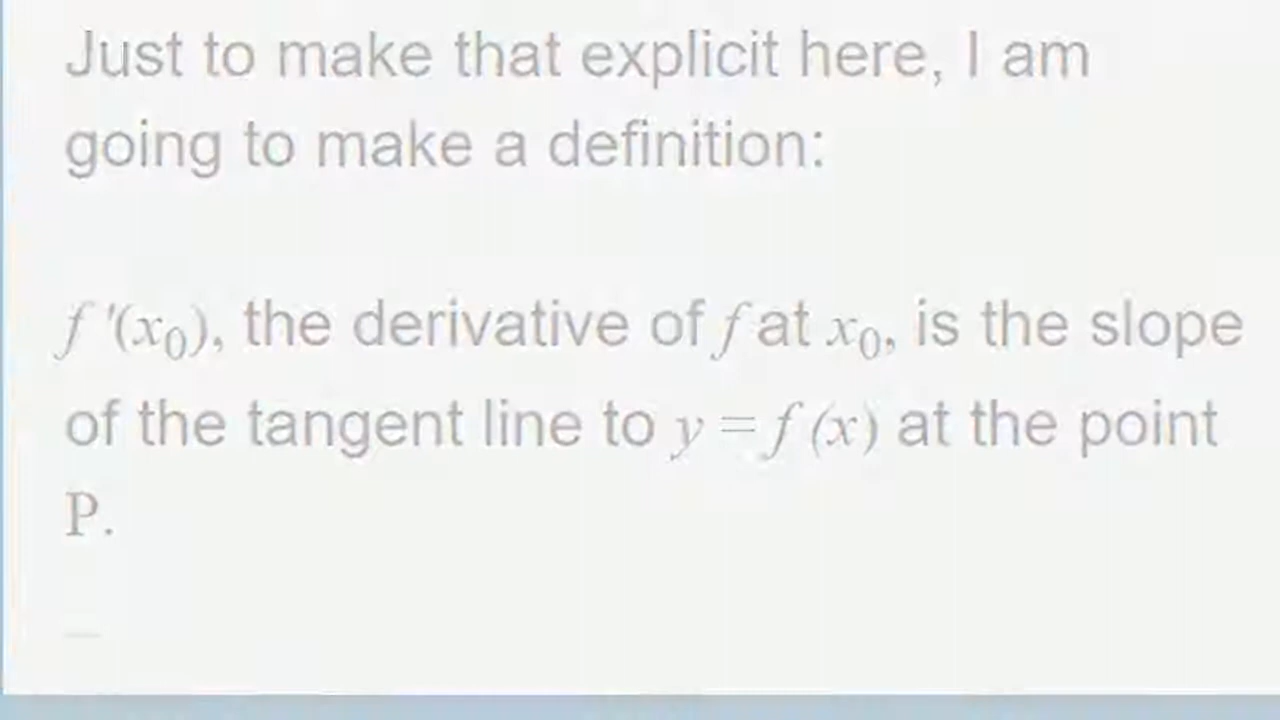 Just to make that explicit here, I am
going to make a definition:
f '(x₀), the derivative of f at x₀, is the slope
of the tangent line to y = f (x) at the point
P.